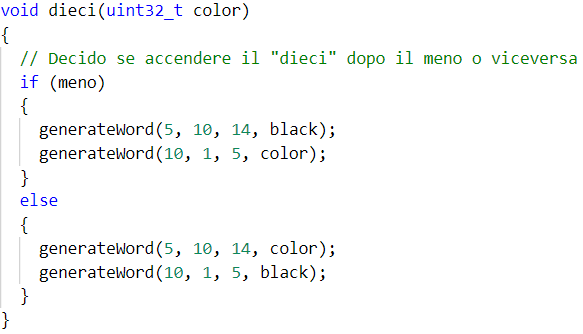 void dieci(uint32_t color)
{
  // Decido se accendere il "dieci" dopo il meno o viceversa
  if (meno)
  {
    generateWord(5, 10, 14, black);
    generateWord(10, 1, 5, color);
  }
  else
  {
    generateWord(5, 10, 14, color);
    generateWord(10, 1, 5, black);
  }
}